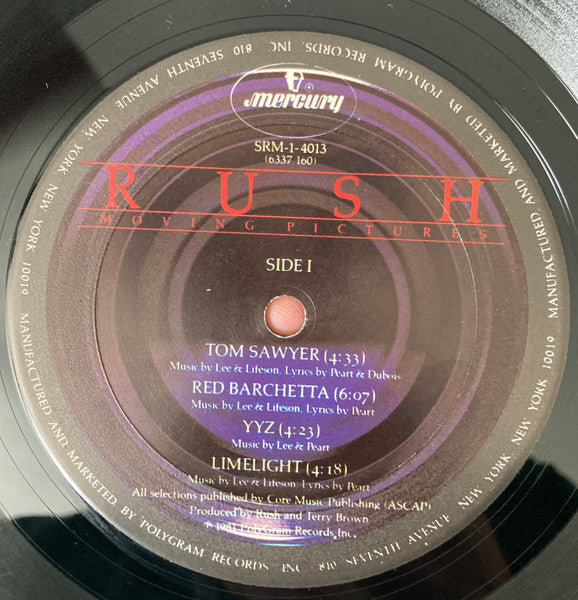 mercury
SRM-1-4013
(6337 160)
RUSH
MOVING PICTURES
SIDE I
TOM SAWYER (4:33)
Music by Lee & Lifeson, Lyrics by Peart & Dubois
RED BARCHETTA (6:07)
Music by Lee & Lifeson, Lyrics by Peart
YYZ (4:23)
Music by Lee & Peart
LIMELIGHT (4:18)
Music by Lee & Lifeson, Lyrics by Peart
All selections published by Core Music Publishing (ASCAP)
Produced by Rush and Terry Brown
℗ 1981 PolyGram Records, Inc.
MANUFACTURED AND MARKETED BY POLYGRAM RECORDS, INC 810 SEVENTH AVENUE NEW YORK, NEW YORK 10019
MANUFACTURED AND MARKETED BY POLYGRAM RECORDS INC 810 SEVENTH AVENUE NEW YORK, NEW YORK 10019